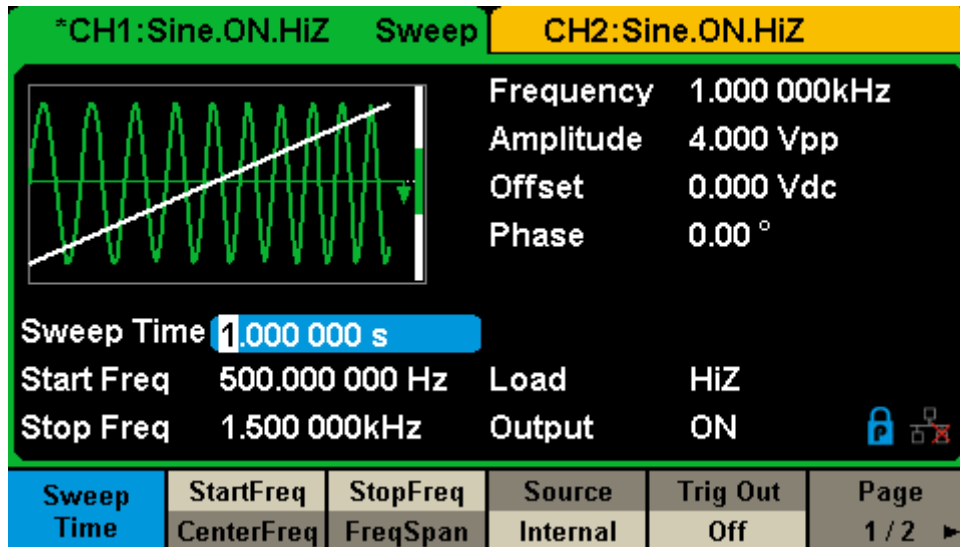 *CH1:Sine.ON.HiZ Sweep CH2:Sine.ON.HiZ
Frequency 1.000 000kHz
Amplitude 4.000 Vpp
Offset 0.000 Vdc
Phase 0.00 °
Sweep Time 1.000 000 s
Start Freq 500.000 000 Hz Load HiZ
Stop Freq 1.500 000kHz Output ON P
Sweep Time StartFreq StopFreq Source Trig Out Page
CenterFreq FreqSpan Internal Off 1 / 2 ►